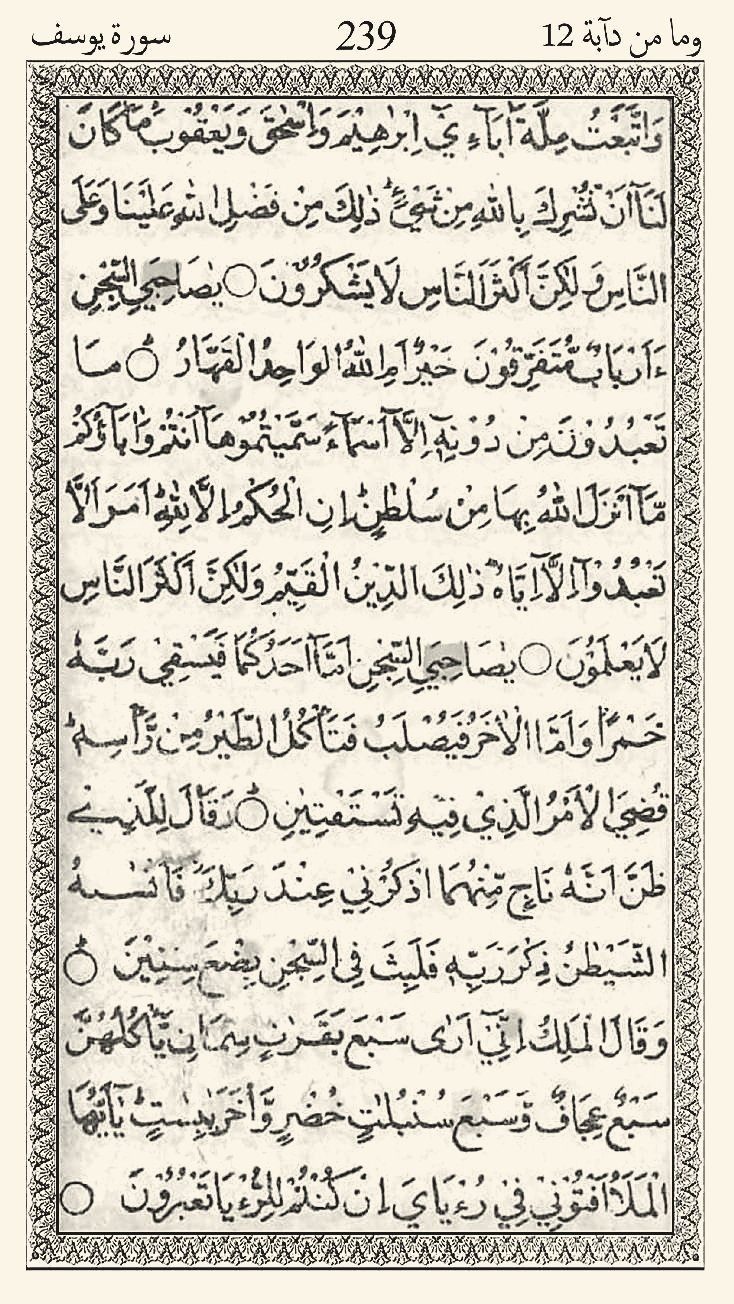 وما من دآبة 12 239 سورة يوسف
وَاتَّبَعْتُ مِلَّةَ اٰبَآءِيْٓ اِبْرٰهِيْمَ وَاِسْحٰقَ وَيَعْقُوْبَ ؕ مَا كَانَ
لَنَآ اَنْ نُّشْرِكَ بِاللّٰهِ مِنْ شَيْءٍ ؕ ذٰلِكَ مِنْ فَضْلِ اللّٰهِ عَلَيْنَا وَعَلَى
النَّاسِ وَلٰكِنَّ اَكْثَرَ النَّاسِ لَا يَشْكُرُوْنَ ○ يٰصَاحِبَيِ السِّجْنِ
ءَاَرْبَابٌ مُّتَفَرِّقُوْنَ خَيْرٌ اَمِ اللّٰهُ الْوَاحِدُ الْقَهَّارُ ○ؕ مَا
تَعْبُدُوْنَ مِنْ دُوْنِهٖٓ اِلَّآ اَسْمَآءً سَمَّيْتُمُوْهَآ اَنْتُمْ وَاٰبَآؤُكُمْ
مَّآ اَنْزَلَ اللّٰهُ بِهَا مِنْ سُلْطٰنٍ ؕ اِنِ الْحُكْمُ اِلَّا لِلّٰهِ ؕ اَمَرَ اَلَّا
تَعْبُدُوْٓا اِلَّآ اِيَّاهُ ؕ ذٰلِكَ الدِّيْنُ الْقَيِّمُ وَلٰكِنَّ اَكْثَرَ النَّاسِ
لَا يَعْلَمُوْنَ ○ يٰصَاحِبَيِ السِّجْنِ اَمَّآ اَحَدُكُمَا فَيَسْقِيْ رَبَّهٗ
خَمْرًا ۚ وَاَمَّا الْاٰخَرُ فَيُصْلَبُ فَتَاْكُلُ الطَّيْرُ مِنْ رَّاْسِهٖ ؕ
قُضِيَ الْاَمْرُ الَّذِيْ فِيْهِ تَسْتَفْتِيٰنِ ○ؕ وَقَالَ لِلَّذِيْ
ظَنَّ اَنَّهٗ نَاجٍ مِّنْهُمَا اذْكُرْنِيْ عِنْدَ رَبِّكَ ۫ فَاَنْسٰىهُ
الشَّيْطٰنُ ذِكْرَ رَبِّهٖ فَلَبِثَ فِي السِّجْنِ بِضْعَ سِنِيْنَ ○ؕ
وَقَالَ الْمَلِكُ اِنِّيْٓ اَرٰى سَبْعَ بَقَرٰتٍ سِمَانٍ يَّاْكُلُهُنَّ
سَبْعٌ عِجَافٌ وَّسَبْعَ سُنْۢبُلٰتٍ خُضْرٍ وَّاُخَرَ يٰبِسٰتٍ ؕ يٰٓاَيُّهَا
الْمَلَاُ اَفْتُوْنِيْ فِيْ رُءْيَايَ اِنْ كُنْتُمْ لِلرُّءْيَا تَعْبُرُوْنَ ○